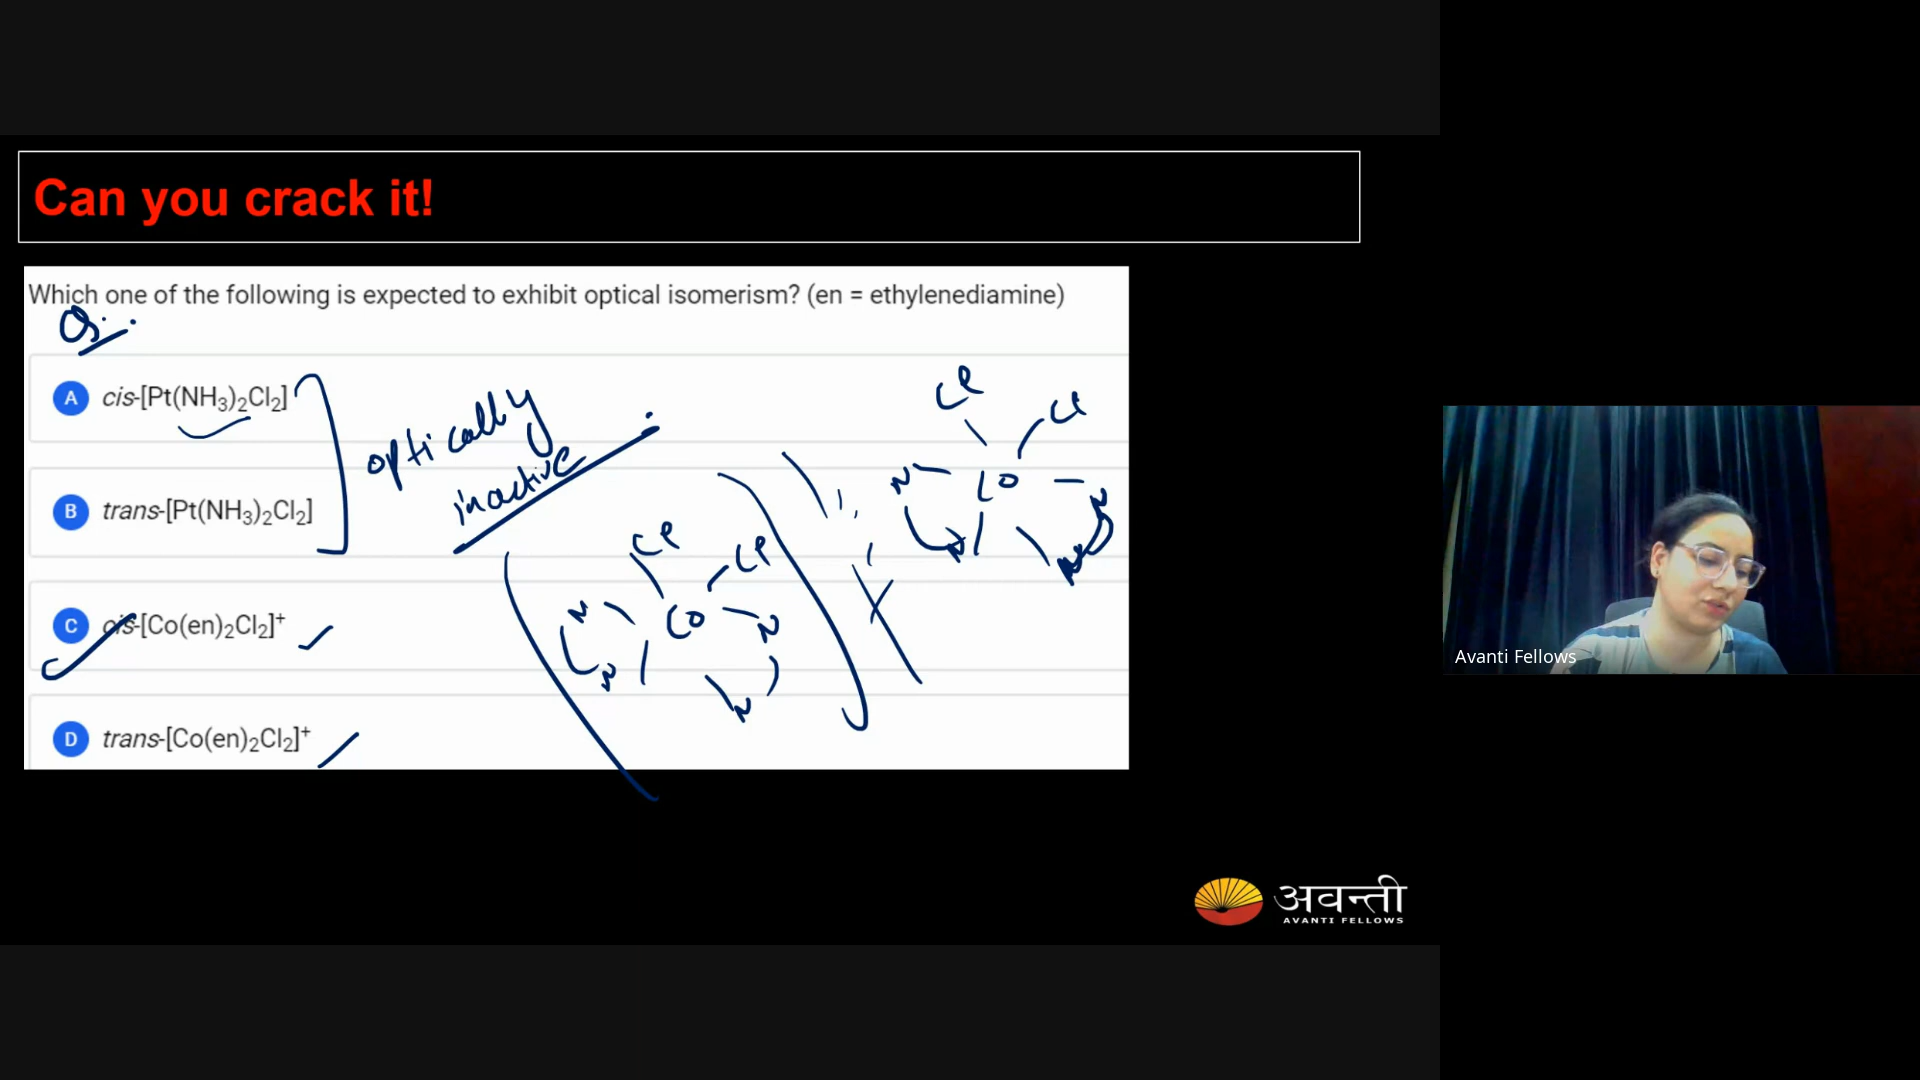 Can you crack it!
Which one of the following is expected to exhibit optical isomerism? (en = ethylenediamine)
Q.
A cis-[Pt(NH₃)₂Cl₂]
optically
inactive
B trans-[Pt(NH₃)₂Cl₂]
C cis-[Co(en)₂Cl₂]⁺
D trans-[Co(en)₂Cl₂]⁺
Cl
Cl
N
Co
N
N
N
Cl
Cl
N
Co
N
N
N
Avanti Fellows
अवन्ती
AVANTI FELLOWS